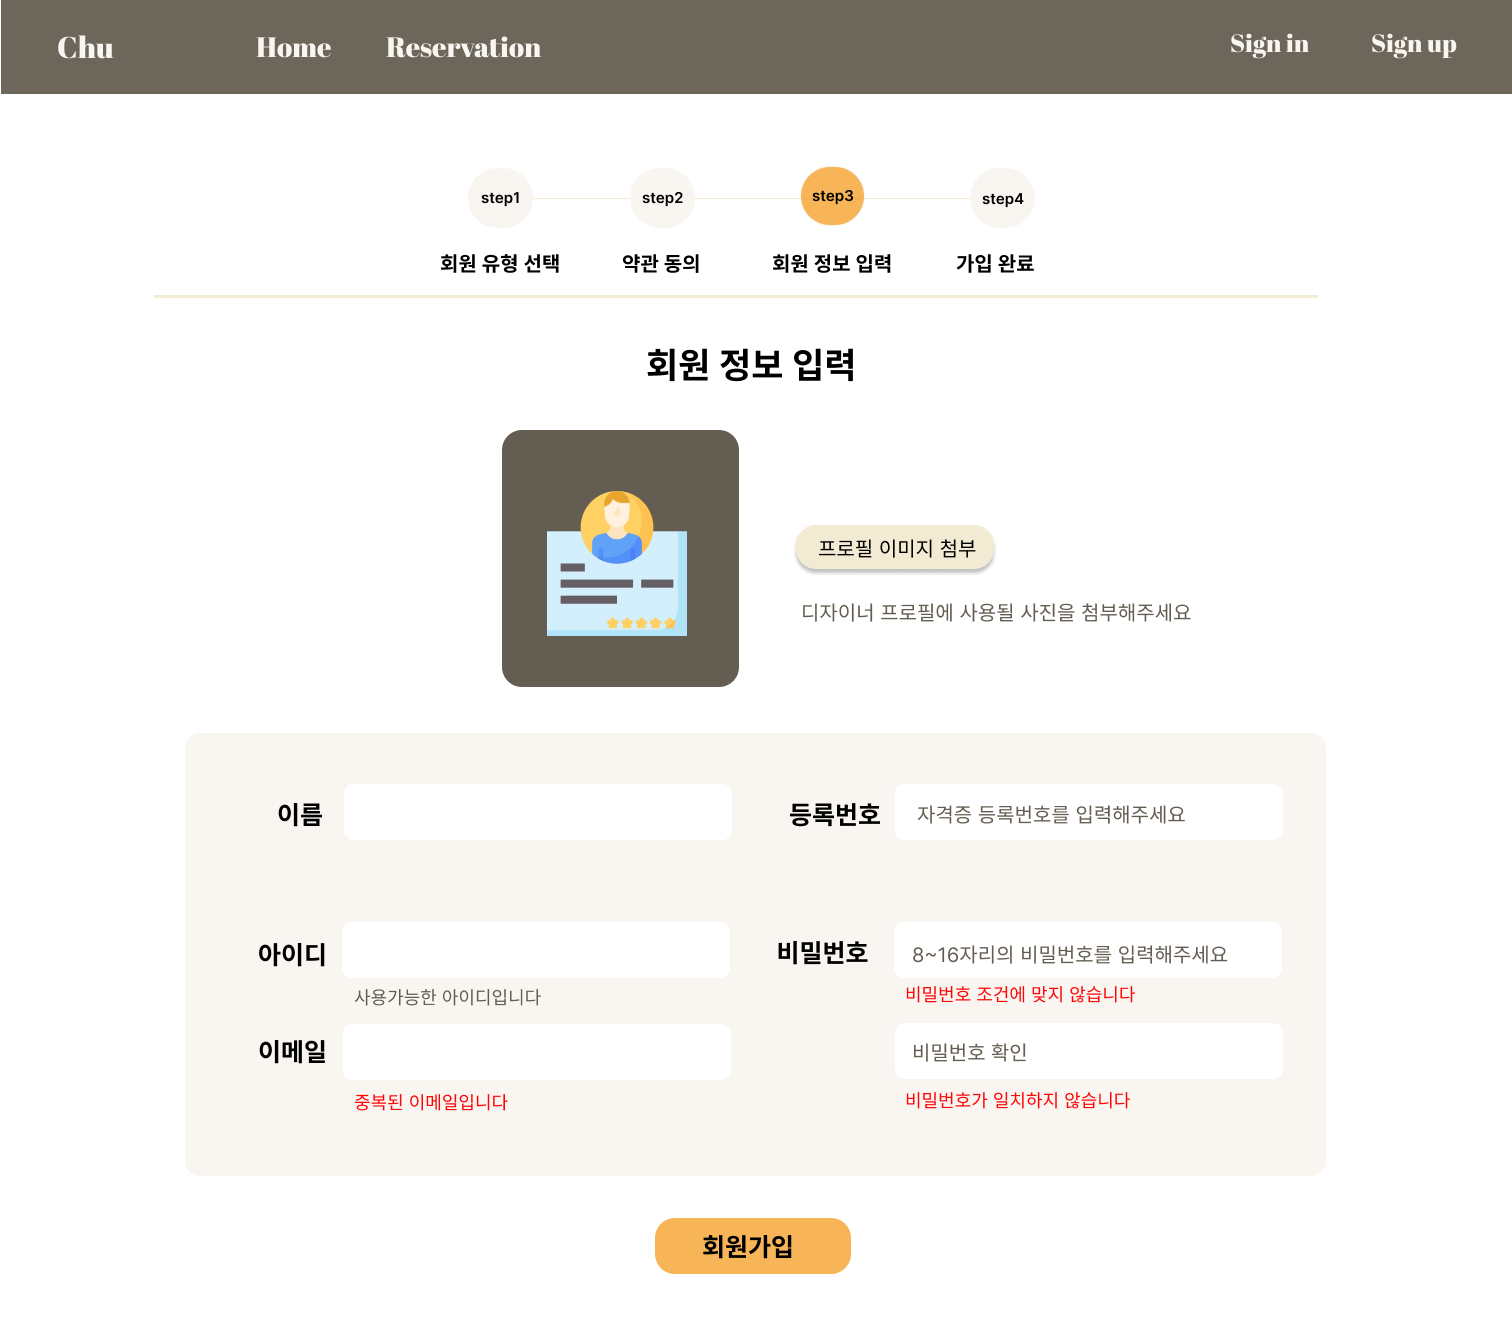 Chu Home Reservation Sign in Sign up
step1 step2 step3 step4
회원 유형 선택 약관 동의 회원 정보 입력 가입 완료
회원 정보 입력
프로필 이미지 첨부
디자이너 프로필에 사용될 사진을 첨부해주세요
이름 등록번호 자격증 등록번호를 입력해주세요
아이디 비밀번호 8~16자리의 비밀번호를 입력해주세요
사용가능한 아이디입니다 비밀번호 조건에 맞지 않습니다
이메일 비밀번호 확인
중복된 이메일입니다 비밀번호가 일치하지 않습니다
회원가입